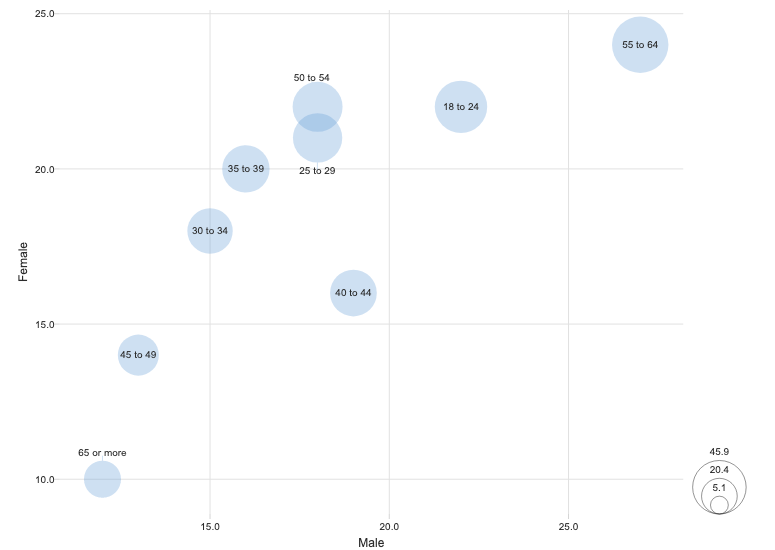 25.0
55 to 64
50 to 54
18 to 24
35 to 39
20.0
25 to 29
30 to 34
Female
40 to 44
15.0
45 to 49
65 or more
45.9
20.4
10.0
5.1
15.0
20.0
25.0
Male